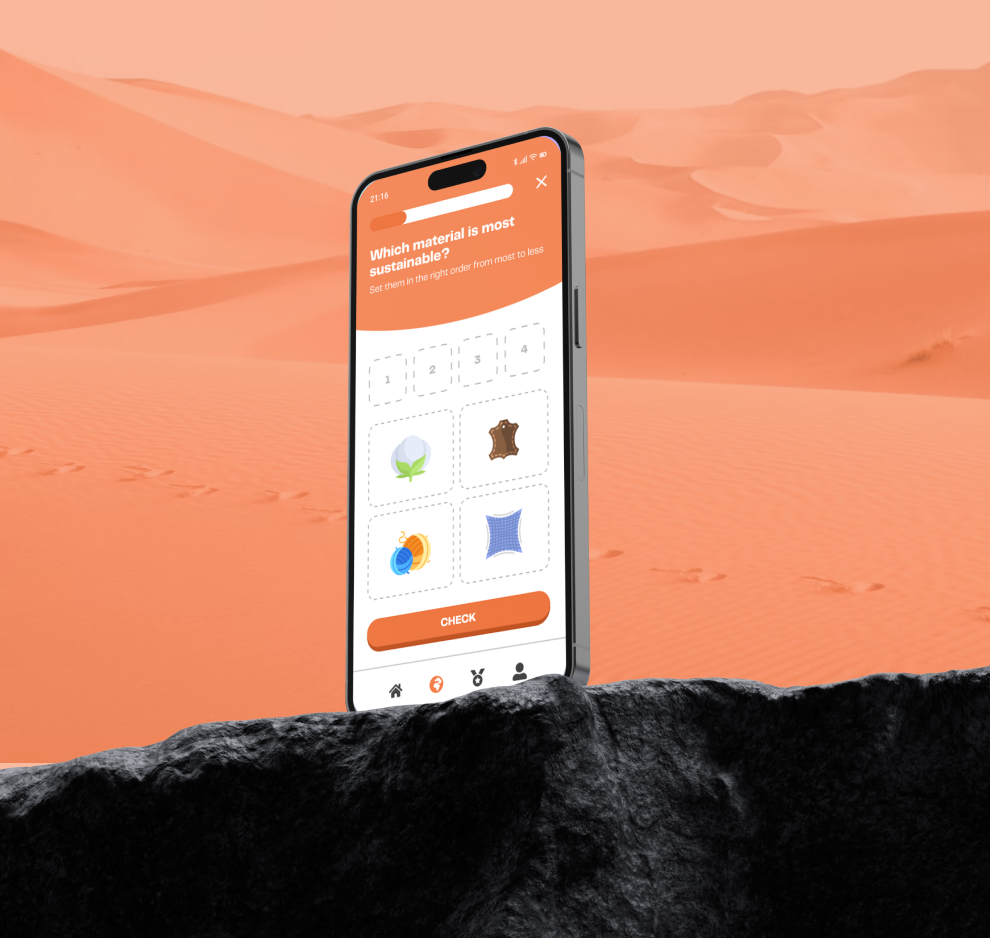 21:16
Which material is most
sustainable?
Set them in the right order from most to less
1
2
3
4
CHECK